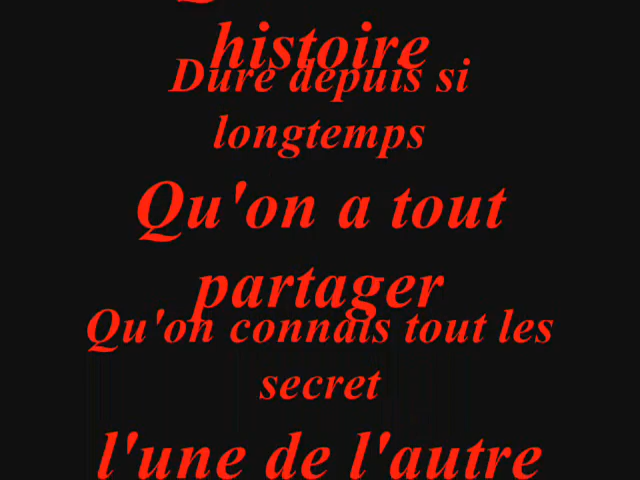 histoire
Dure depuis si
longtemps
Qu'on a tout
partager
Qu'on connais tout les
secret
l'une de l'autre